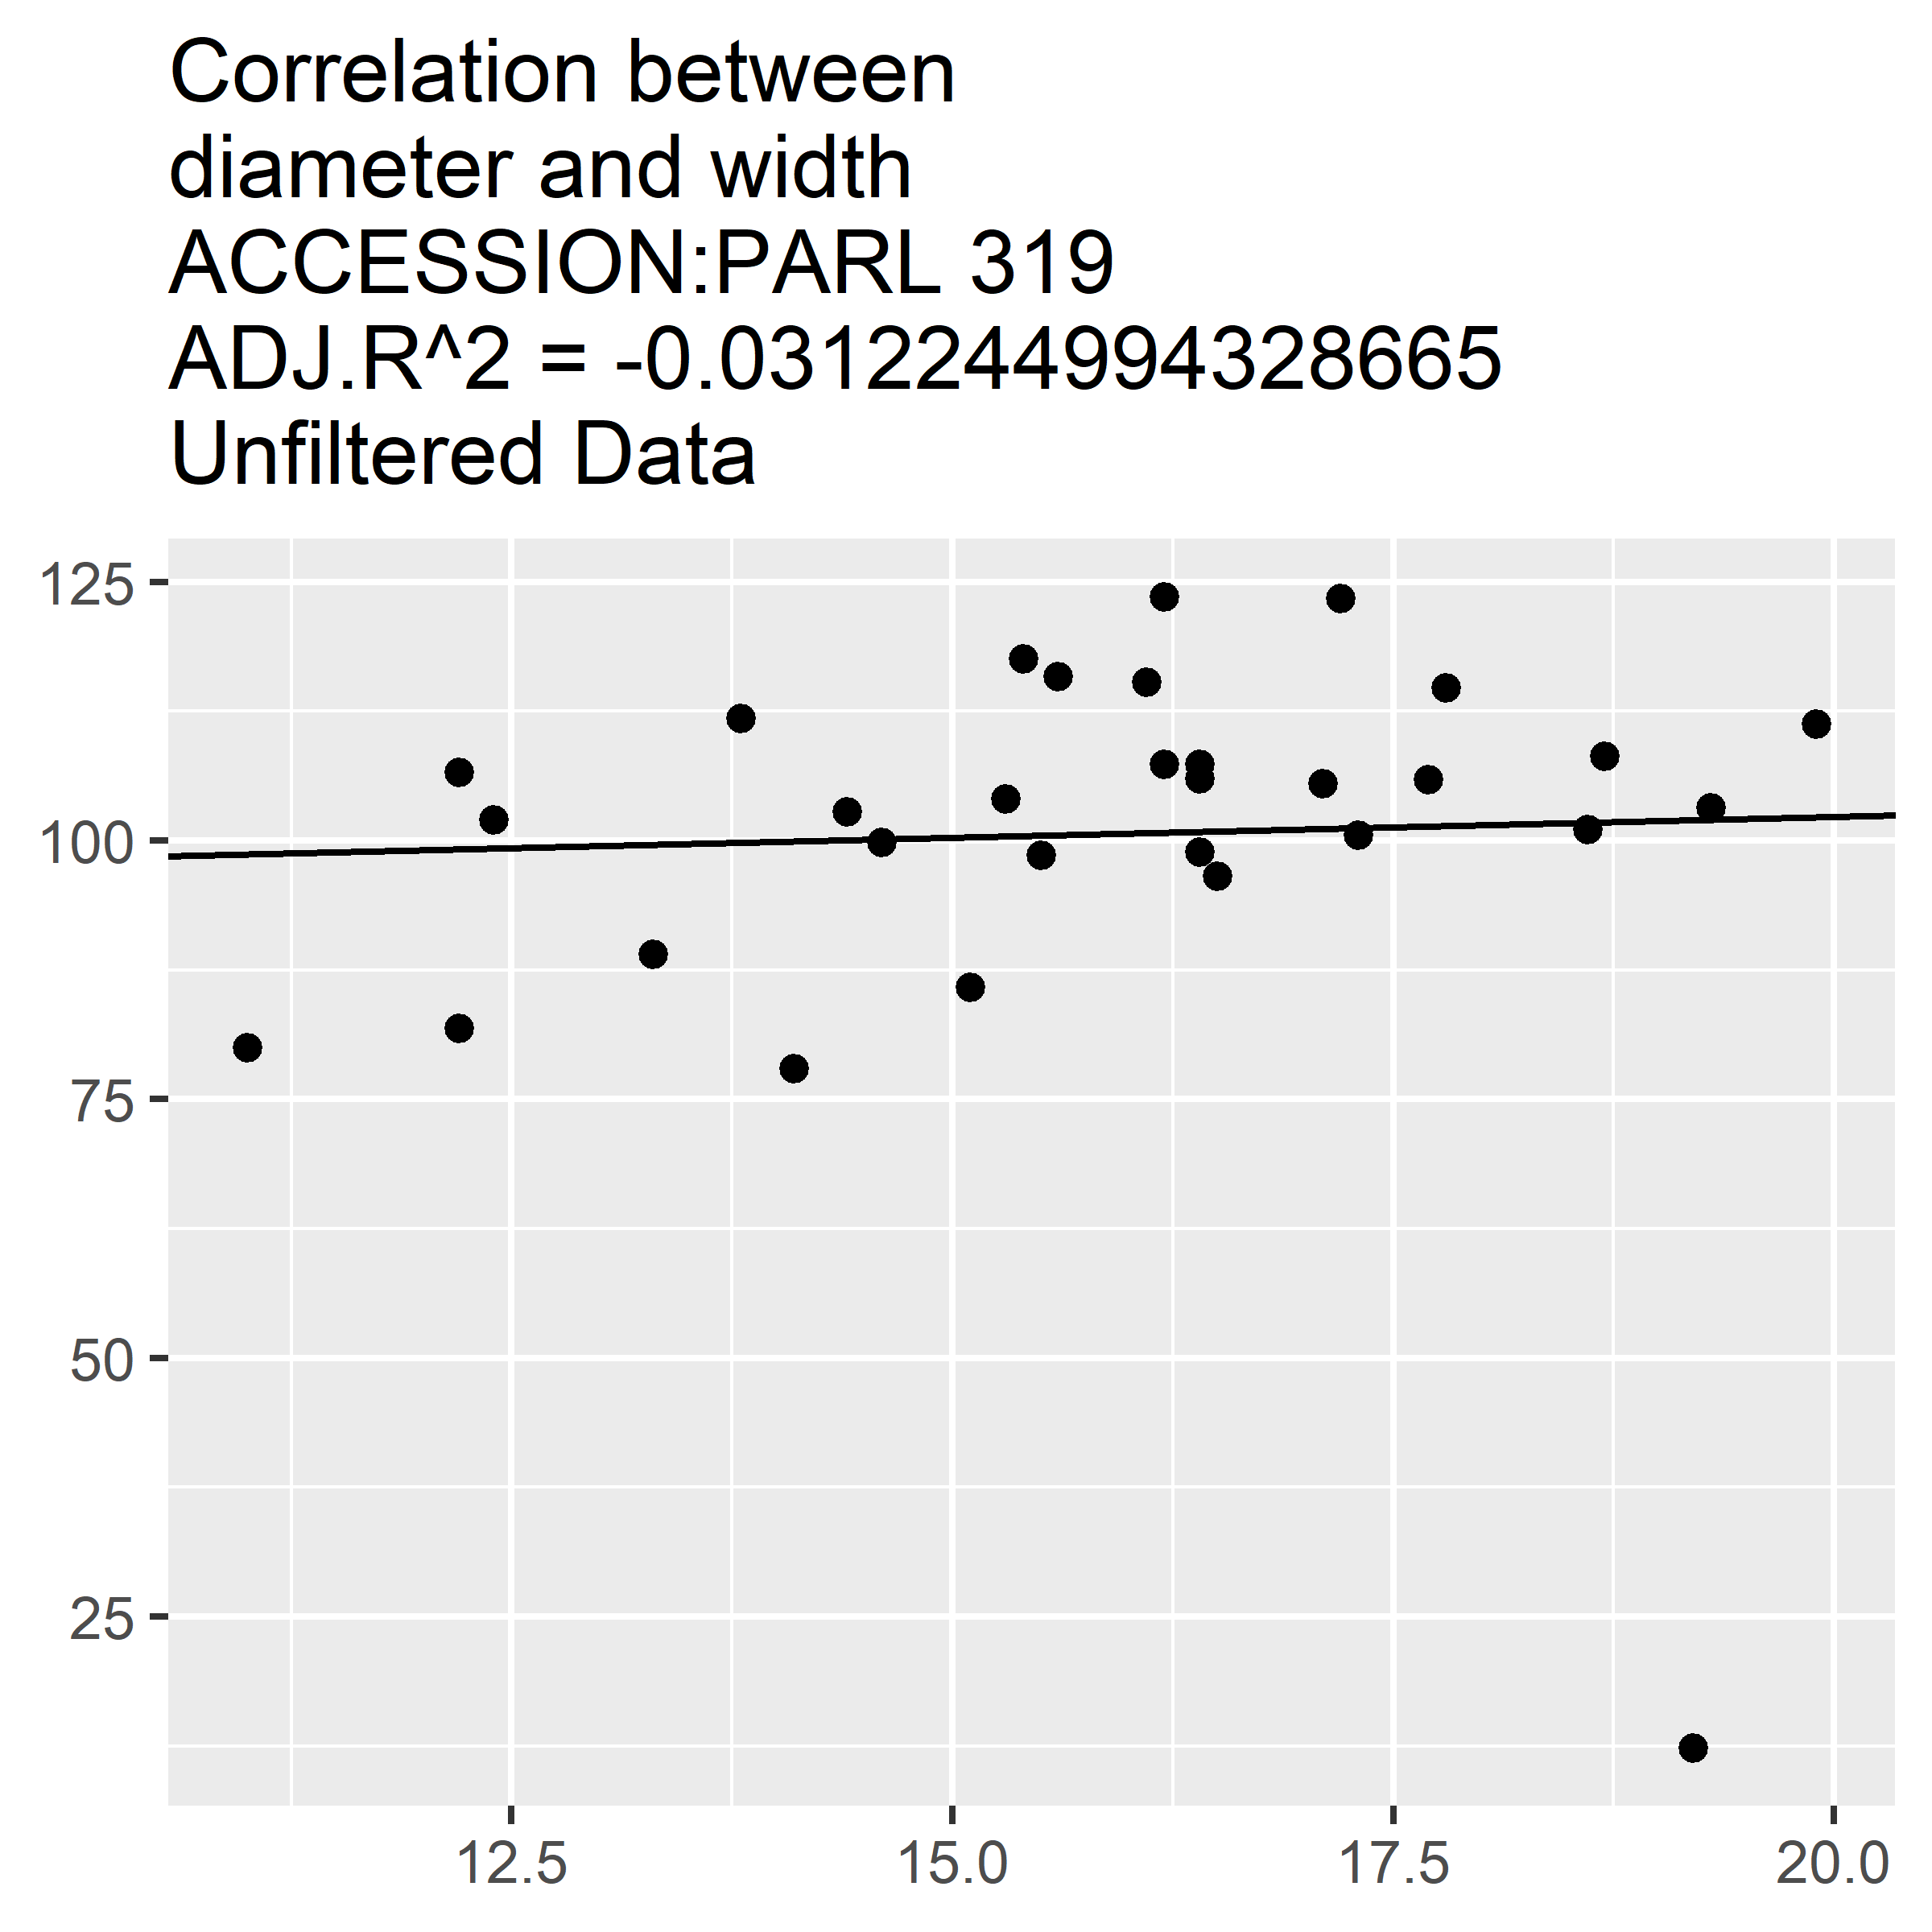 Correlation between
diameter and width
ACCESSION:PARL 319
ADJ.R^2 = -0.0312244994328665
Unfiltered Data
125
100
75
50
25
12.5 15.0 17.5 20.0